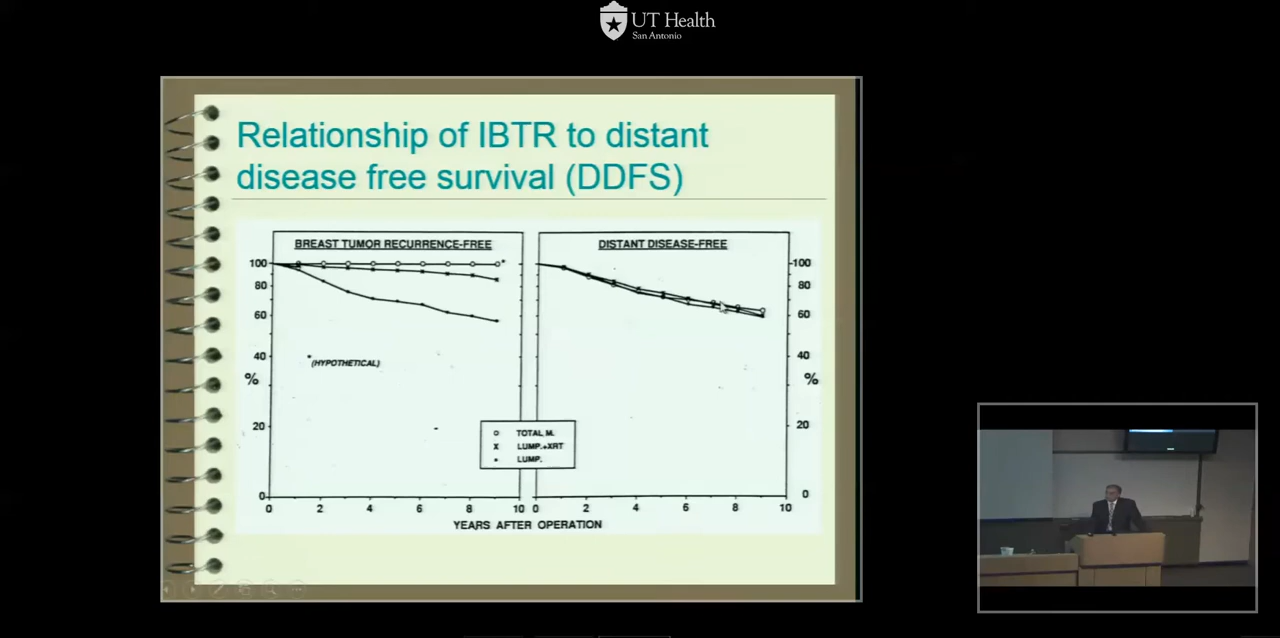 UT Health
San Antonio
Relationship of IBTR to distant
disease free survival (DDFS)
BREAST TUMOR RECURRENCE-FREE
DISTANT DISEASE-FREE
100
80
60
40
%
20
0
*
* (HYPOTHETICAL)
100
80
60
40
%
20
0
o TOTAL M.
x LUMP.+XRT
• LUMP.
0 2 4 6 8 10
0 2 4 6 8 10
YEARS AFTER OPERATION